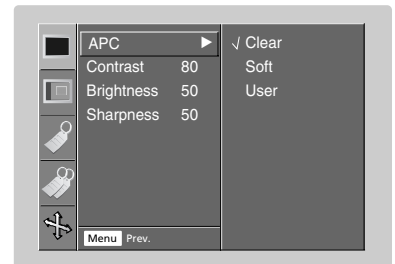 APC ▶ √ Clear
Contrast 80 Soft
Brightness 50 User
Sharpness 50
Menu Prev.